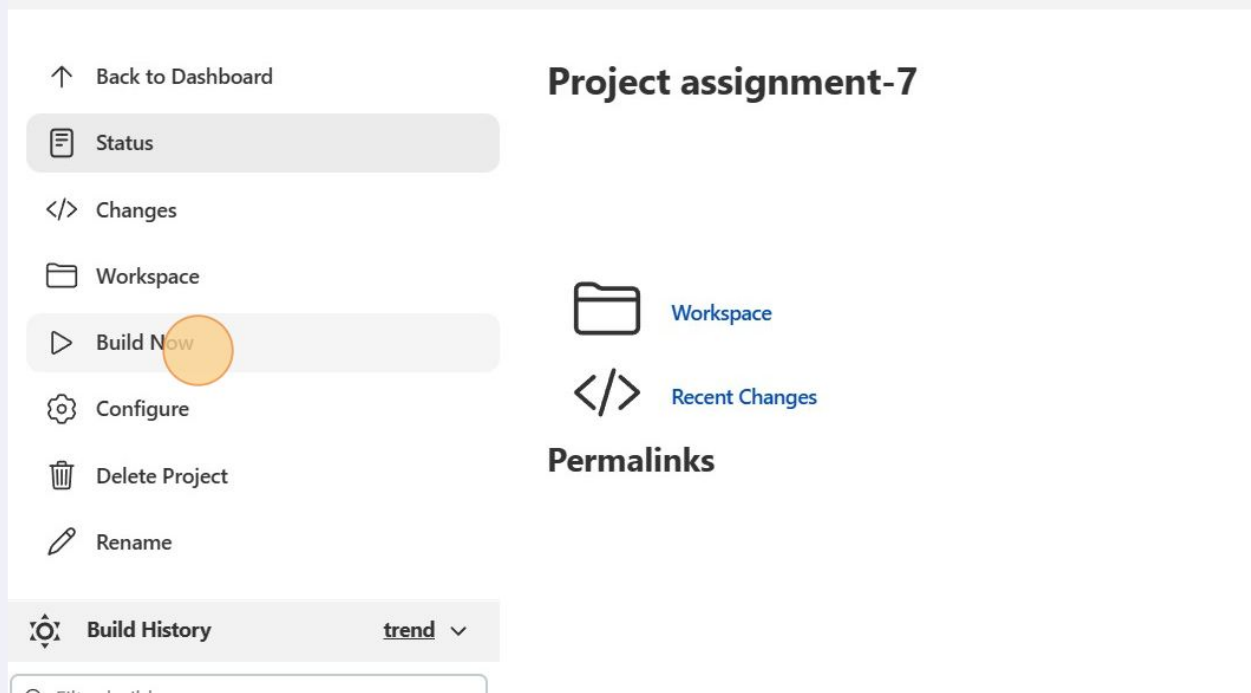 Back to Dashboard
Status
Changes
Workspace
Build Now
Configure
Delete Project
Rename
Build History
trend
Project assignment-7
Workspace
Recent Changes
Permalinks